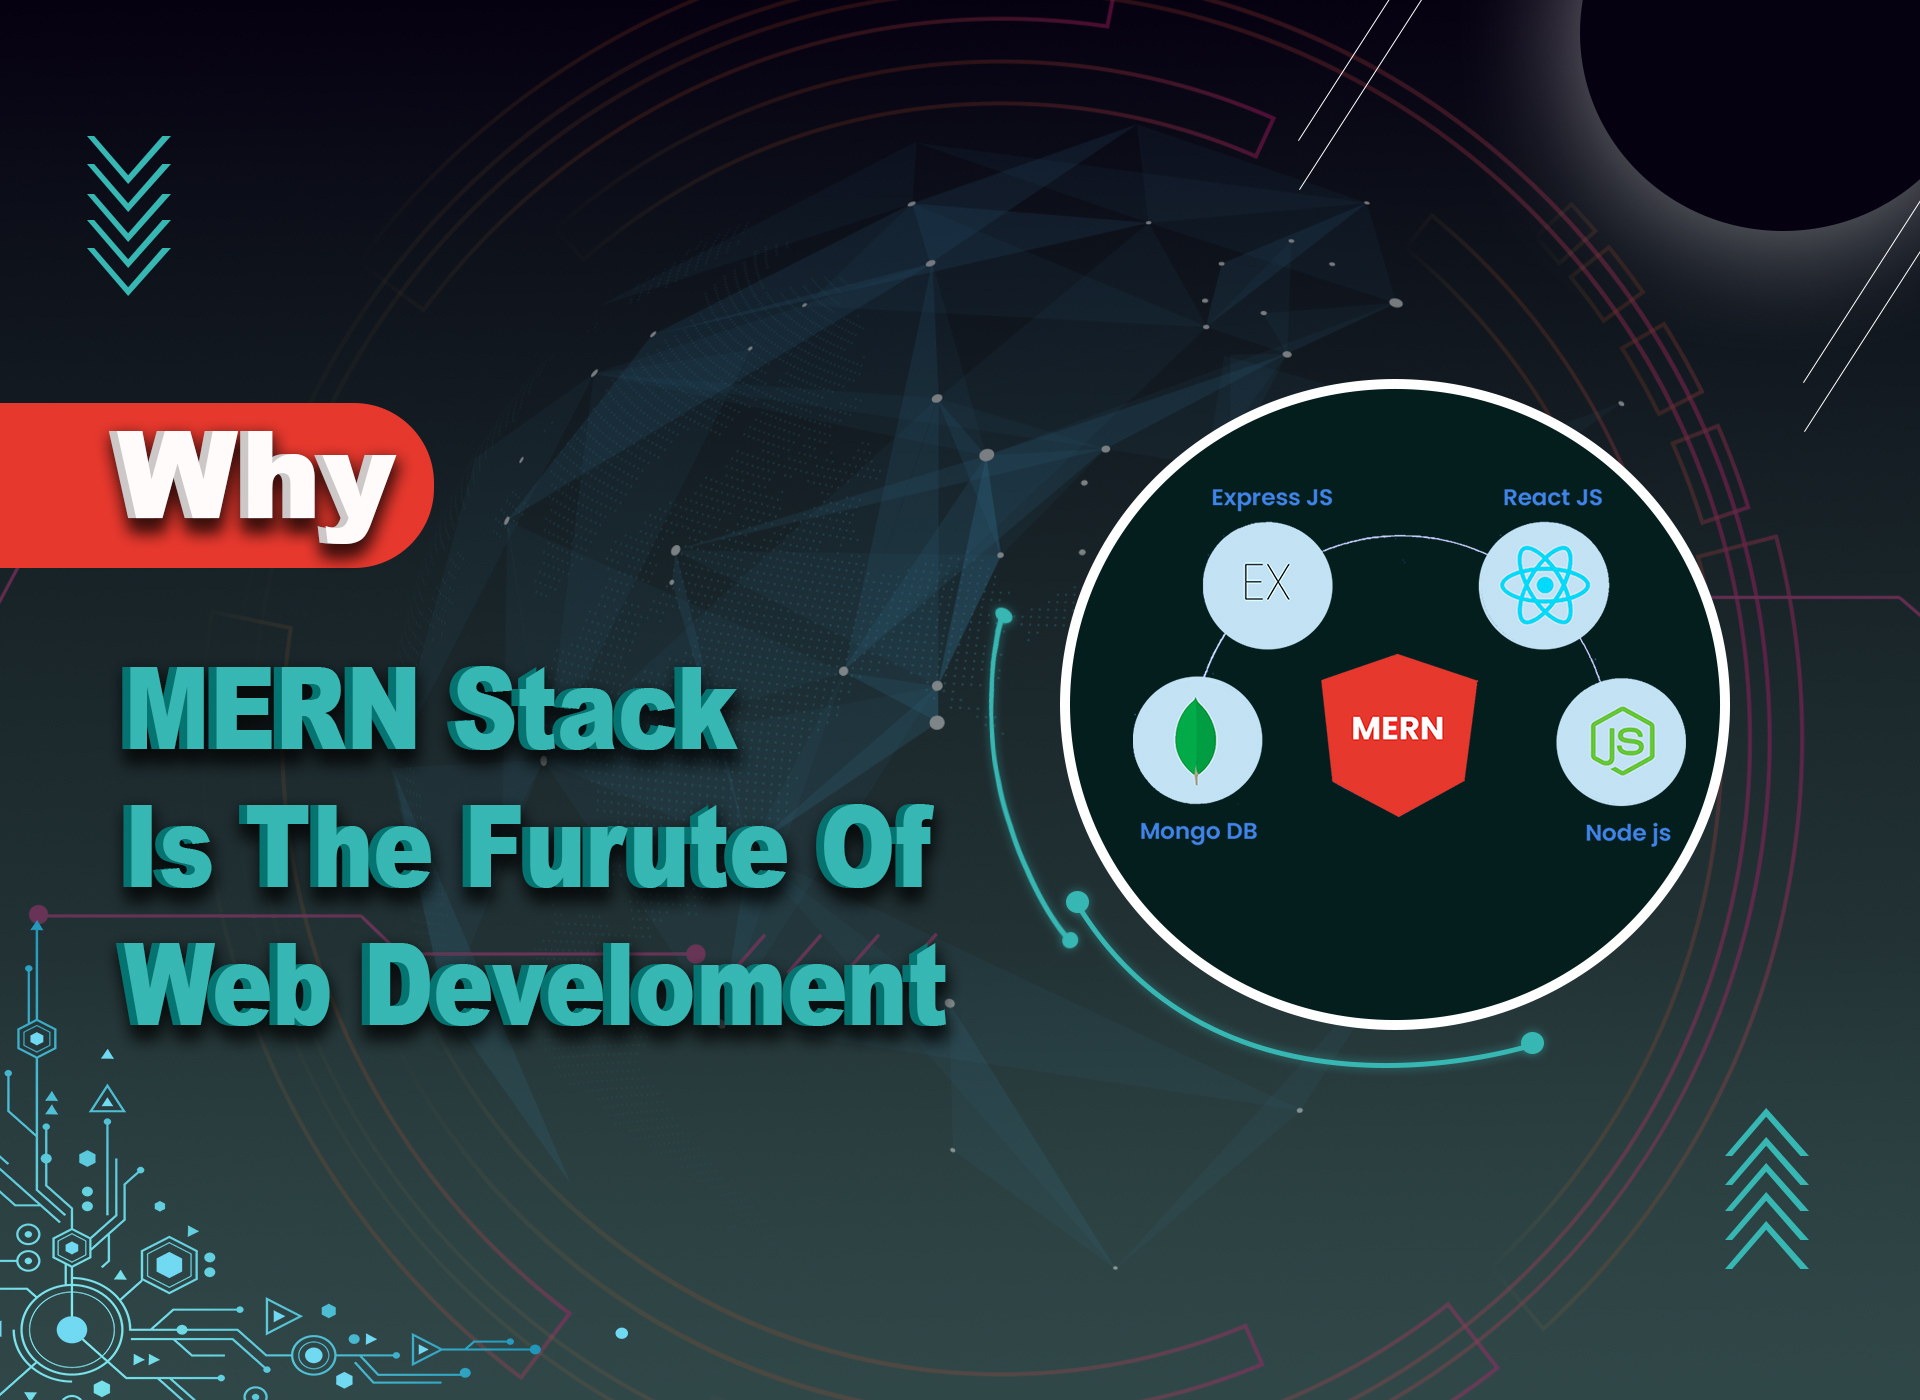 Why
MERN Stack
Is The Furute Of
Web Develoment
Express JS
React JS
EX
MERN
JS
Mongo DB
Node js